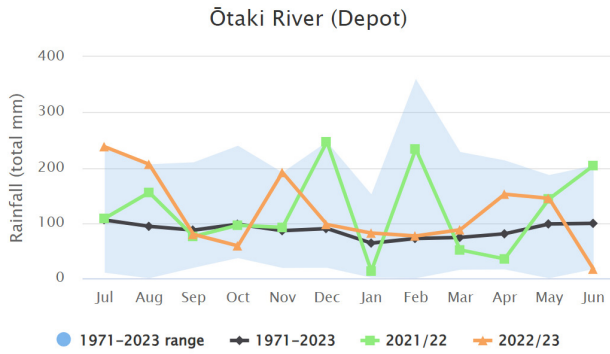 Ōtaki River (Depot)
Rainfall (total mm)
400
300
200
100
0
Jul Aug Sep Oct Nov Dec Jan Feb Mar Apr May Jun
1971-2023 range 1971-2023 2021/22 2022/23